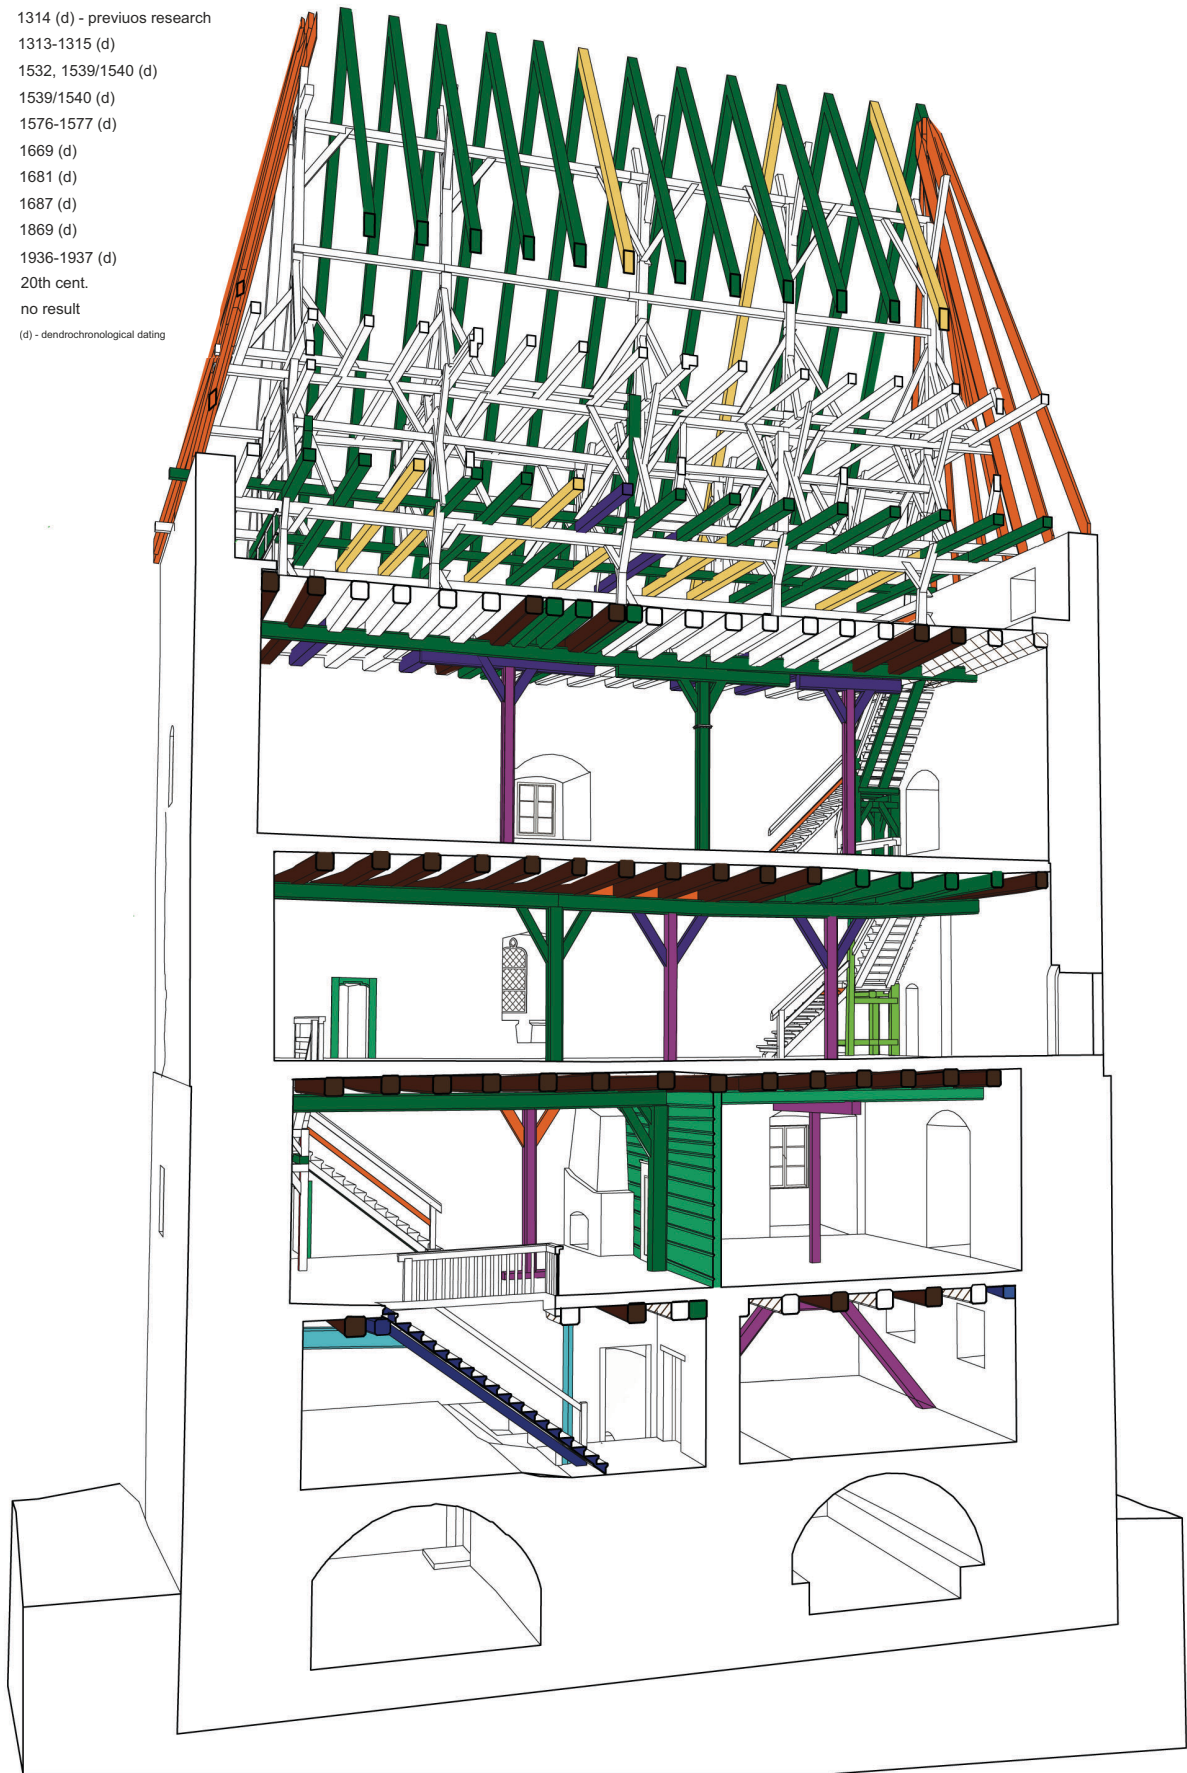 1314 (d) - previuos research
1313-1315 (d)
1532, 1539/1540 (d)
1539/1540 (d)
1576-1577 (d)
1669 (d)
1681 (d)
1687 (d)
1869 (d)
1936-1937 (d)
20th cent.
no result
(d) - dendrochronological dating